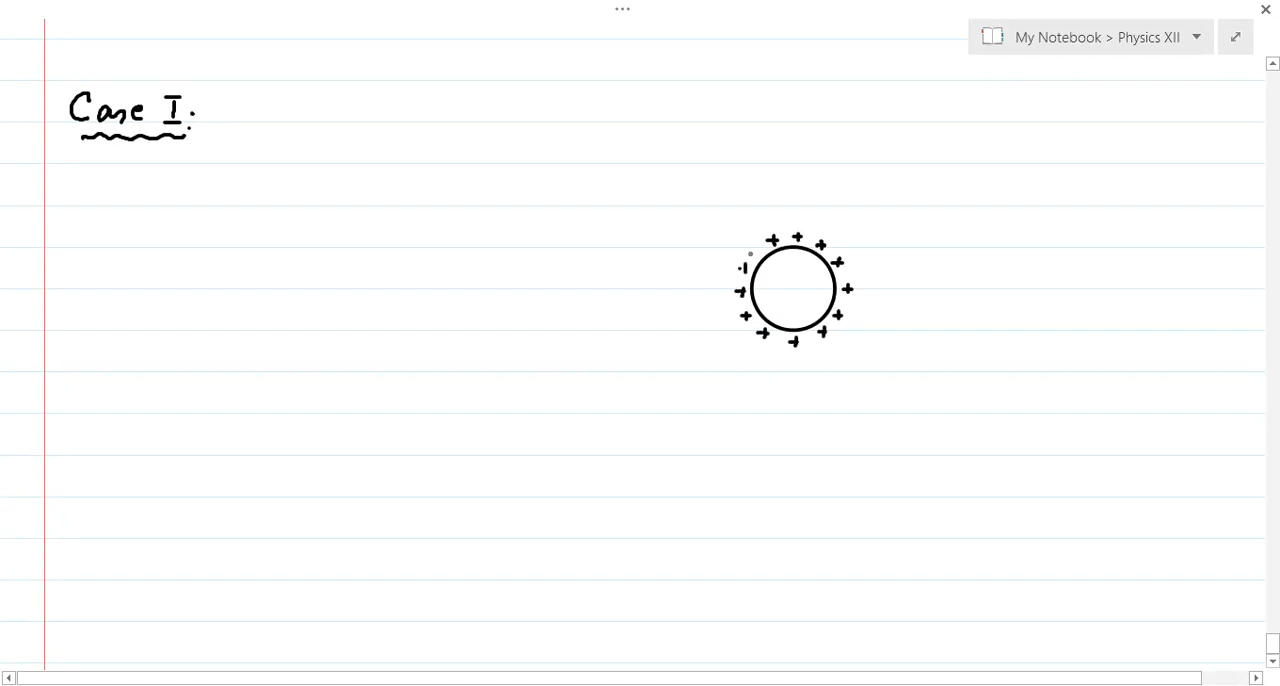 My Notebook > Physics XII
Case I:
+ + + + + + + + + + + +